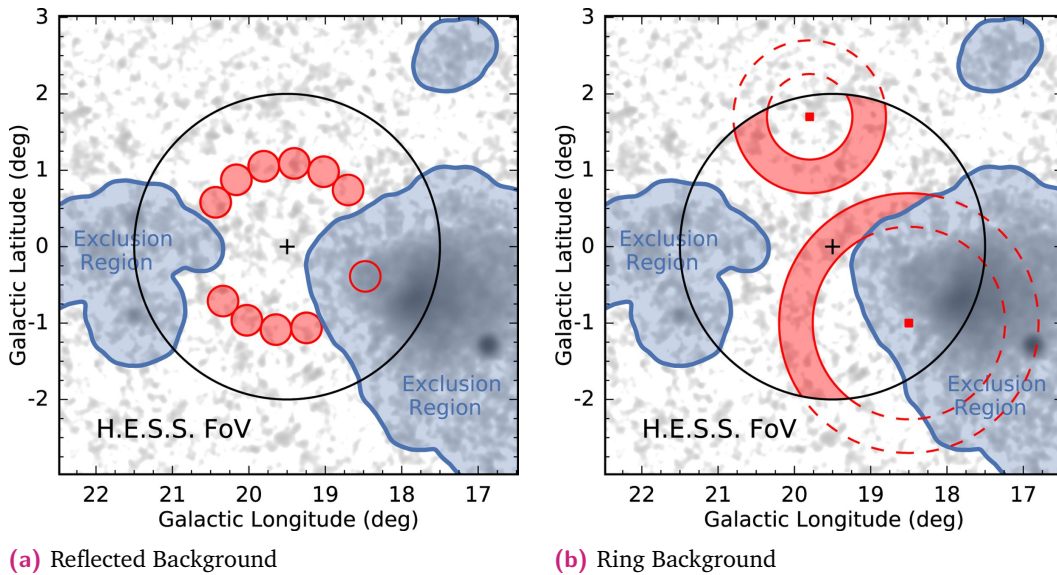 3
2
1
0
-1
-2
Galactic Latitude (deg)
Exclusion
Region
Exclusion
Region
H.E.S.S. FoV
22 21 20 19 18 17
Galactic Longitude (deg)
(a) Reflected Background
3
2
1
0
-1
-2
Galactic Latitude (deg)
Exclusion
Region
Exclusion
Region
H.E.S.S. FoV
22 21 20 19 18 17
Galactic Longitude (deg)
(b) Ring Background